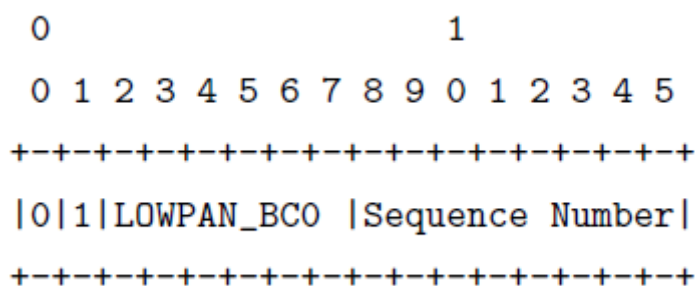 0                   1
0 1 2 3 4 5 6 7 8 9 0 1 2 3 4 5
+-+-+-+-+-+-+-+-+-+-+-+-+-+-+-+-+
|0|1|LOWPAN_BC0 |Sequence Number|
+-+-+-+-+-+-+-+-+-+-+-+-+-+-+-+-+